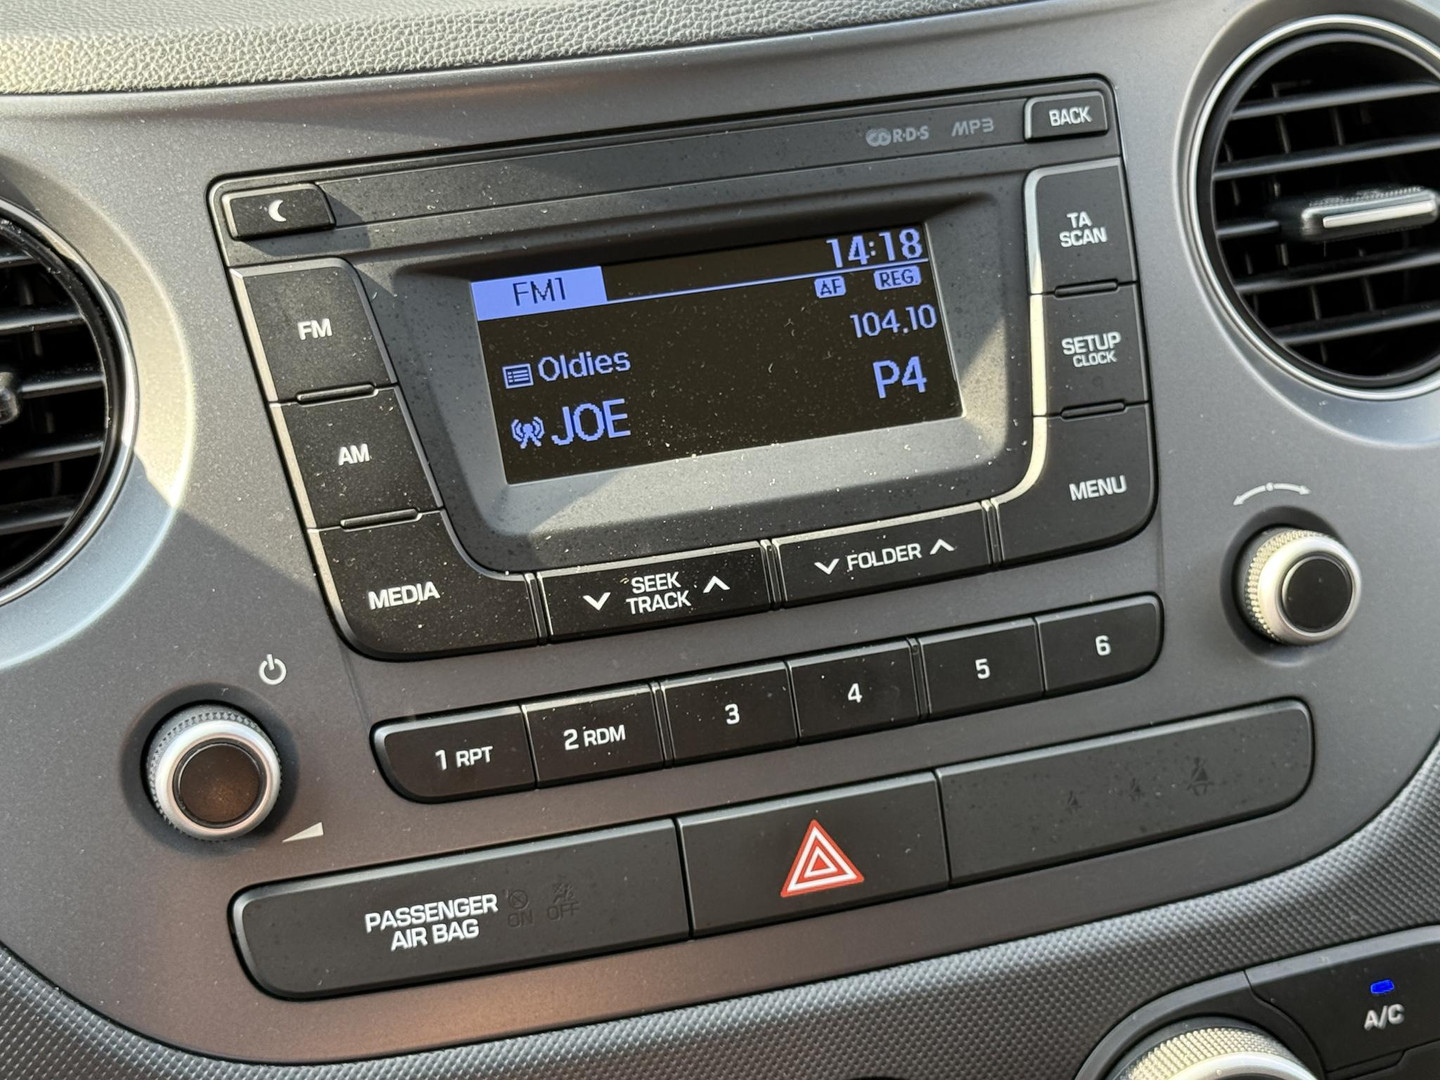 R·D·S MP3 BACK
14:18
FM1
AF REG.
104.10
Oldies
P4
JOE
FM
AM
MEDIA
TA
SCAN
SETUP
CLOCK
MENU
SEEK
TRACK
FOLDER
1 RPT
2 RDM
3
4
5
6
PASSENGER
AIR BAG
ON OFF
A/C